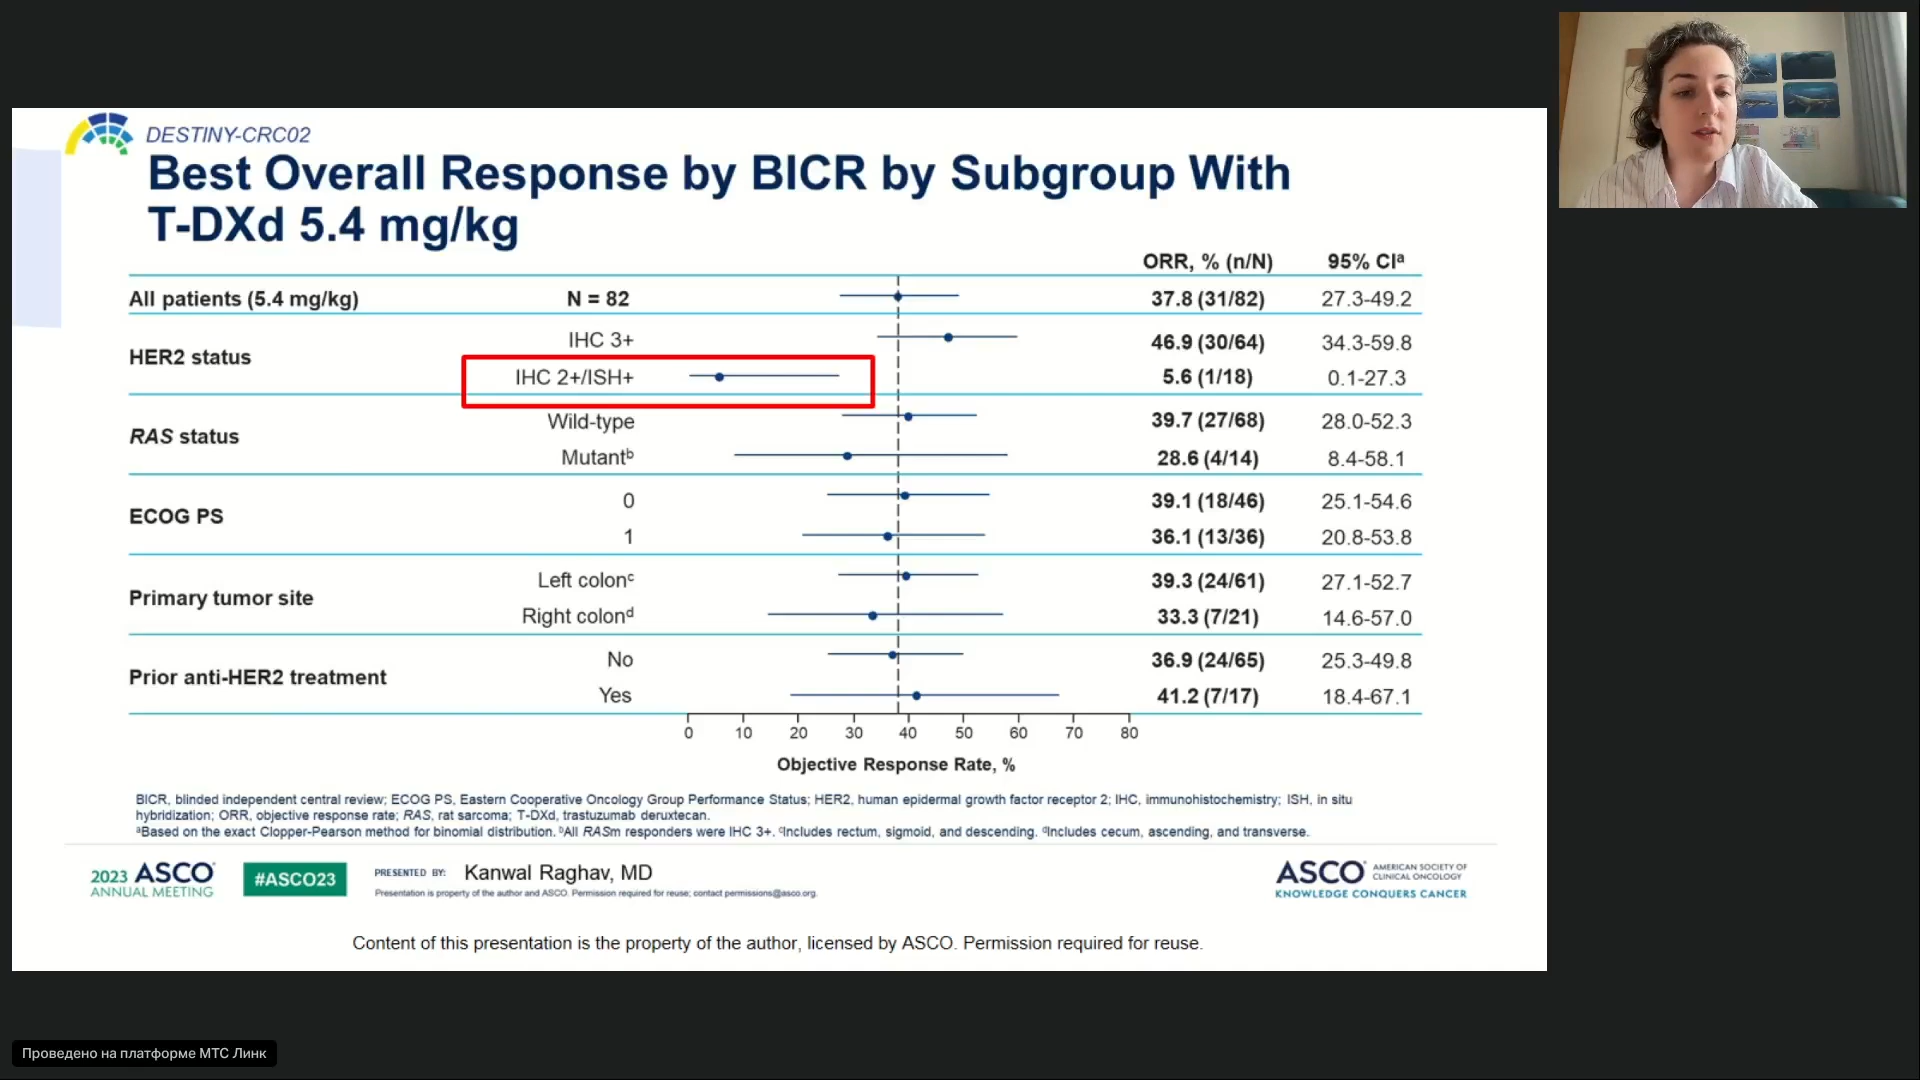 DESTINY-CRC02
Best Overall Response by BICR by Subgroup With
T-DXd 5.4 mg/kg
ORR, % (n/N) 95% CIᵃ
All patients (5.4 mg/kg) N = 82 37.8 (31/82) 27.3-49.2
HER2 status
IHC 3+ 46.9 (30/64) 34.3-59.8
IHC 2+/ISH+ 5.6 (1/18) 0.1-27.3
RAS status
Wild-type 39.7 (27/68) 28.0-52.3
Mutantᵇ 28.6 (4/14) 8.4-58.1
ECOG PS
0 39.1 (18/46) 25.1-54.6
1 36.1 (13/36) 20.8-53.8
Primary tumor site
Left colonᶜ 39.3 (24/61) 27.1-52.7
Right colonᵈ 33.3 (7/21) 14.6-57.0
Prior anti-HER2 treatment
No 36.9 (24/65) 25.3-49.8
Yes 41.2 (7/17) 18.4-67.1
0 10 20 30 40 50 60 70 80
Objective Response Rate, %
BICR, blinded independent central review; ECOG PS, Eastern Cooperative Oncology Group Performance Status; HER2, human epidermal growth factor receptor 2; IHC, immunohistochemistry; ISH, in situ
hybridization; ORR, objective response rate; RAS, rat sarcoma; T-DXd, trastuzumab deruxtecan.
ᵃBased on the exact Clopper-Pearson method for binomial distribution. ᵇAll RASm responders were IHC 3+. ᶜIncludes rectum, sigmoid, and descending. ᵈIncludes cecum, ascending, and transverse.
2023 ASCO
ANNUAL MEETING
#ASCO23
PRESENTED BY: Kanwal Raghav, MD
Presentation is property of the author and ASCO. Permission required for reuse; contact permissions@asco.org.
ASCO AMERICAN SOCIETY OF
CLINICAL ONCOLOGY
KNOWLEDGE CONQUERS CANCER
Content of this presentation is the property of the author, licensed by ASCO. Permission required for reuse.
Проведено на платформе МТС Линк